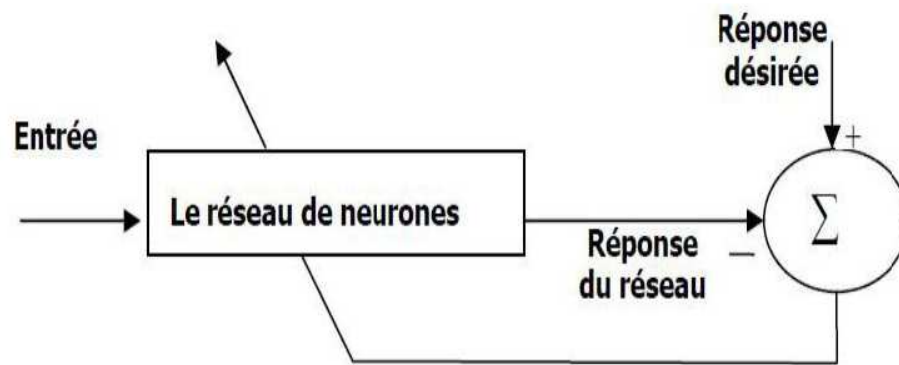 Réponse
désirée
Entrée
+
Le réseau de neurones
Σ
Réponse
du réseau
−